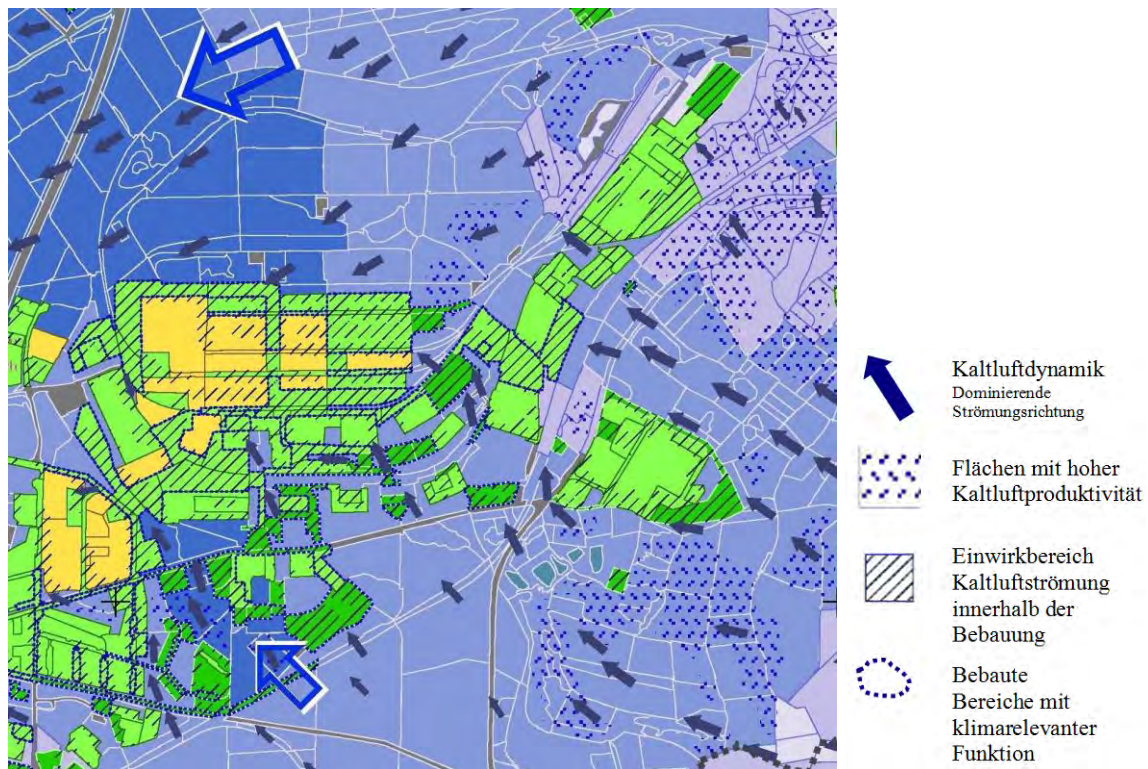 Kaltluftdynamik
Dominierende
Strömungsrichtung
Flächen mit hoher
Kaltluftproduktivität
Einwirkbereich
Kaltluftströmung
innerhalb der
Bebauung
Bebaute
Bereiche mit
klimarelevanter
Funktion